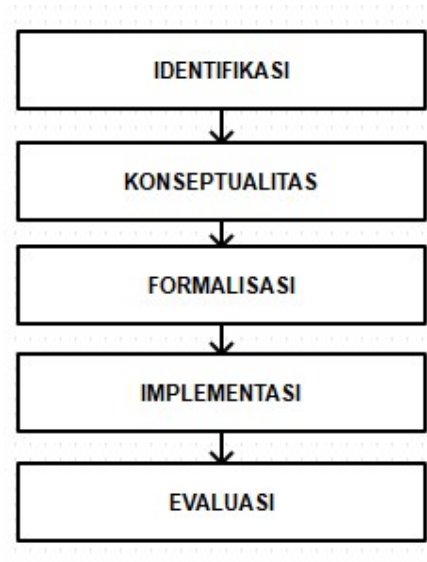 IDENTIFIKASI
KONSEPTUALITAS
FORMALISASI
IMPLEMENTASI
EVALUASI